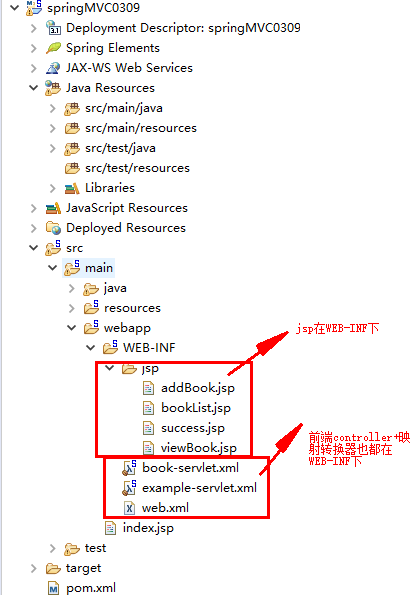 springMVC0309
Deployment Descriptor: springMVC0309
Spring Elements
JAX-WS Web Services
Java Resources
src/main/java
src/main/resources
src/test/java
src/test/resources
Libraries
JavaScript Resources
Deployed Resources
src
main
java
resources
webapp
WEB-INF
jsp
addBook.jsp
bookList.jsp
success.jsp
viewBook.jsp
book-servlet.xml
example-servlet.xml
web.xml
index.jsp
test
target
pom.xml
jsp在WEB-INF下
前端controller+映
射转换器也都在
WEB-INF下